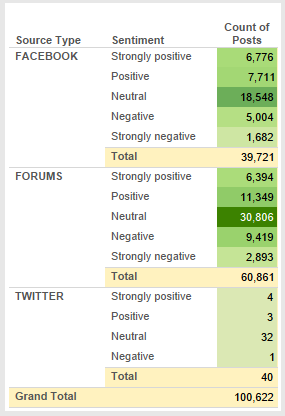 Source Type Sentiment Count of Posts
FACEBOOK Strongly positive 6,776
Positive 7,711
Neutral 18,548
Negative 5,004
Strongly negative 1,682
Total 39,721
FORUMS Strongly positive 6,394
Positive 11,349
Neutral 30,806
Negative 9,419
Strongly negative 2,893
Total 60,861
TWITTER Strongly positive 4
Positive 3
Neutral 32
Negative 1
Total 40
Grand Total 100,622